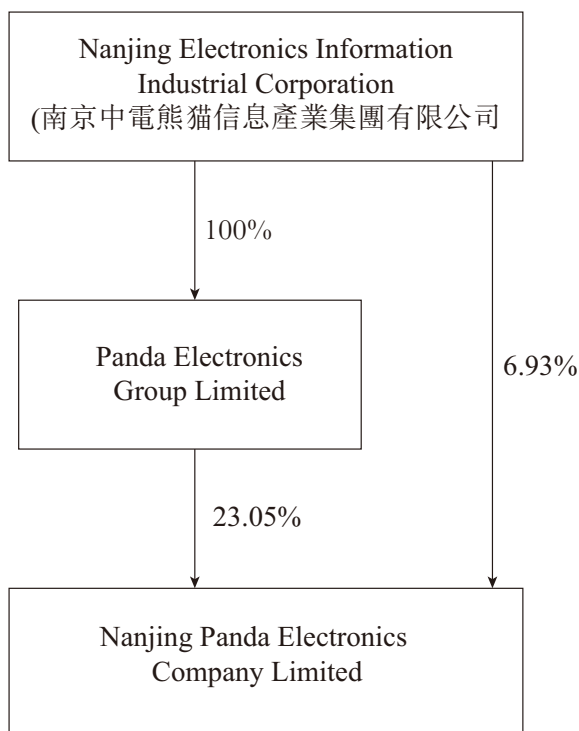 Nanjing Electronics Information
Industrial Corporation
(南京中電熊猫信息產業集團有限公司
100%
Panda Electronics
Group Limited
6.93%
23.05%
Nanjing Panda Electronics
Company Limited